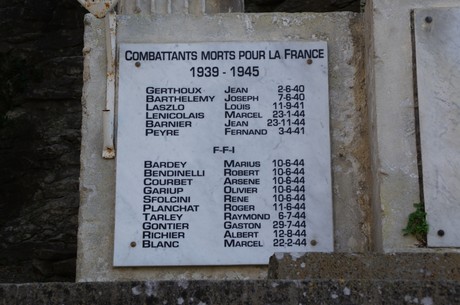 COMBATTANTS MORTS POUR LA FRANCE
1939 - 1945
GERTHOUX JEAN 2-6-40
BARTHELEMY JOSEPH 7-6-40
LASZLO LOUIS 11-9-41
LENICOLAIS MARCEL 23-1-44
BARNIER JEAN 23-11-44
PEYRE FERNAND 3-4-41
F-F-I
BARDEY MARIUS 10-6-44
BENDINELLI ROBERT 10-6-44
COURBET ARSENE 10-6-44
GARIUP OLIVIER 10-6-44
SFOLCINI RENE 10-6-44
PLANCHAT ROGER 11-6-44
TARLEY RAYMOND 6-7-44
GONTIER GASTON 29-7-44
RICHIER ALBERT 12-8-44
BLANC MARCEL 22-2-44